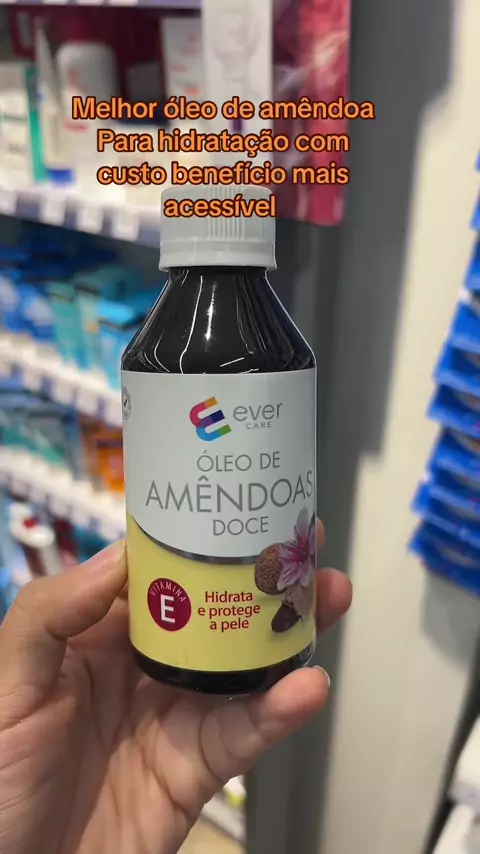 Melhor óleo de amêndoa
Para hidratação com
custo benefício mais
acessível
ever
CARE
ÓLEO DE
AMÊNDOAS
DOCE
VITAMINA
E
Hidrata
e protege
a pele